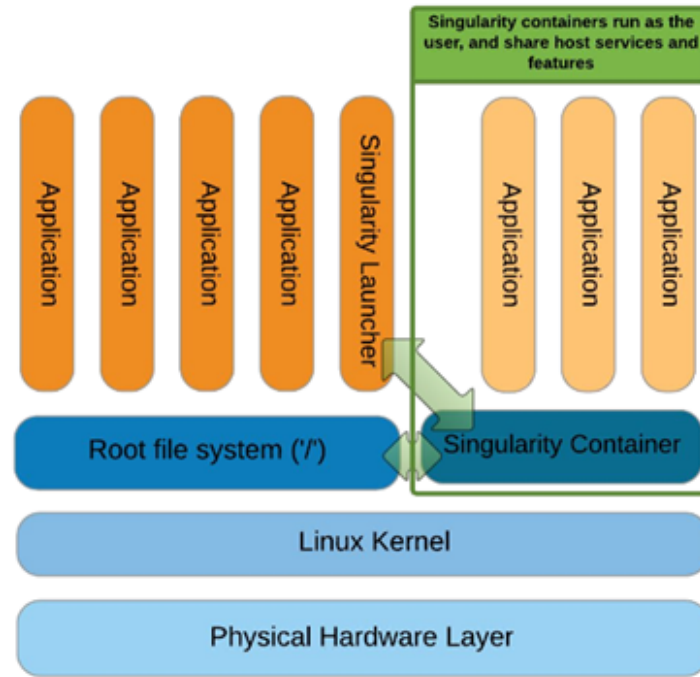 Singularity containers run as the
user, and share host services and
features
Application
Application
Application
Application
Singularity Launcher
Application
Application
Application
Root file system ('/')
Singularity Container
Linux Kernel
Physical Hardware Layer